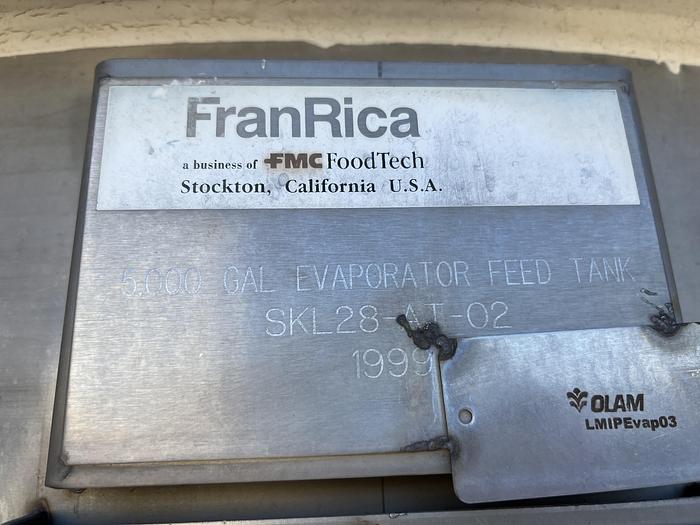 FranRica
a business of FMC FoodTech
Stockton, California U.S.A.
5,000 GAL EVAPORATOR FEED TANK
SKL28-AT-02
1999
OLAM
LMIPEvap03